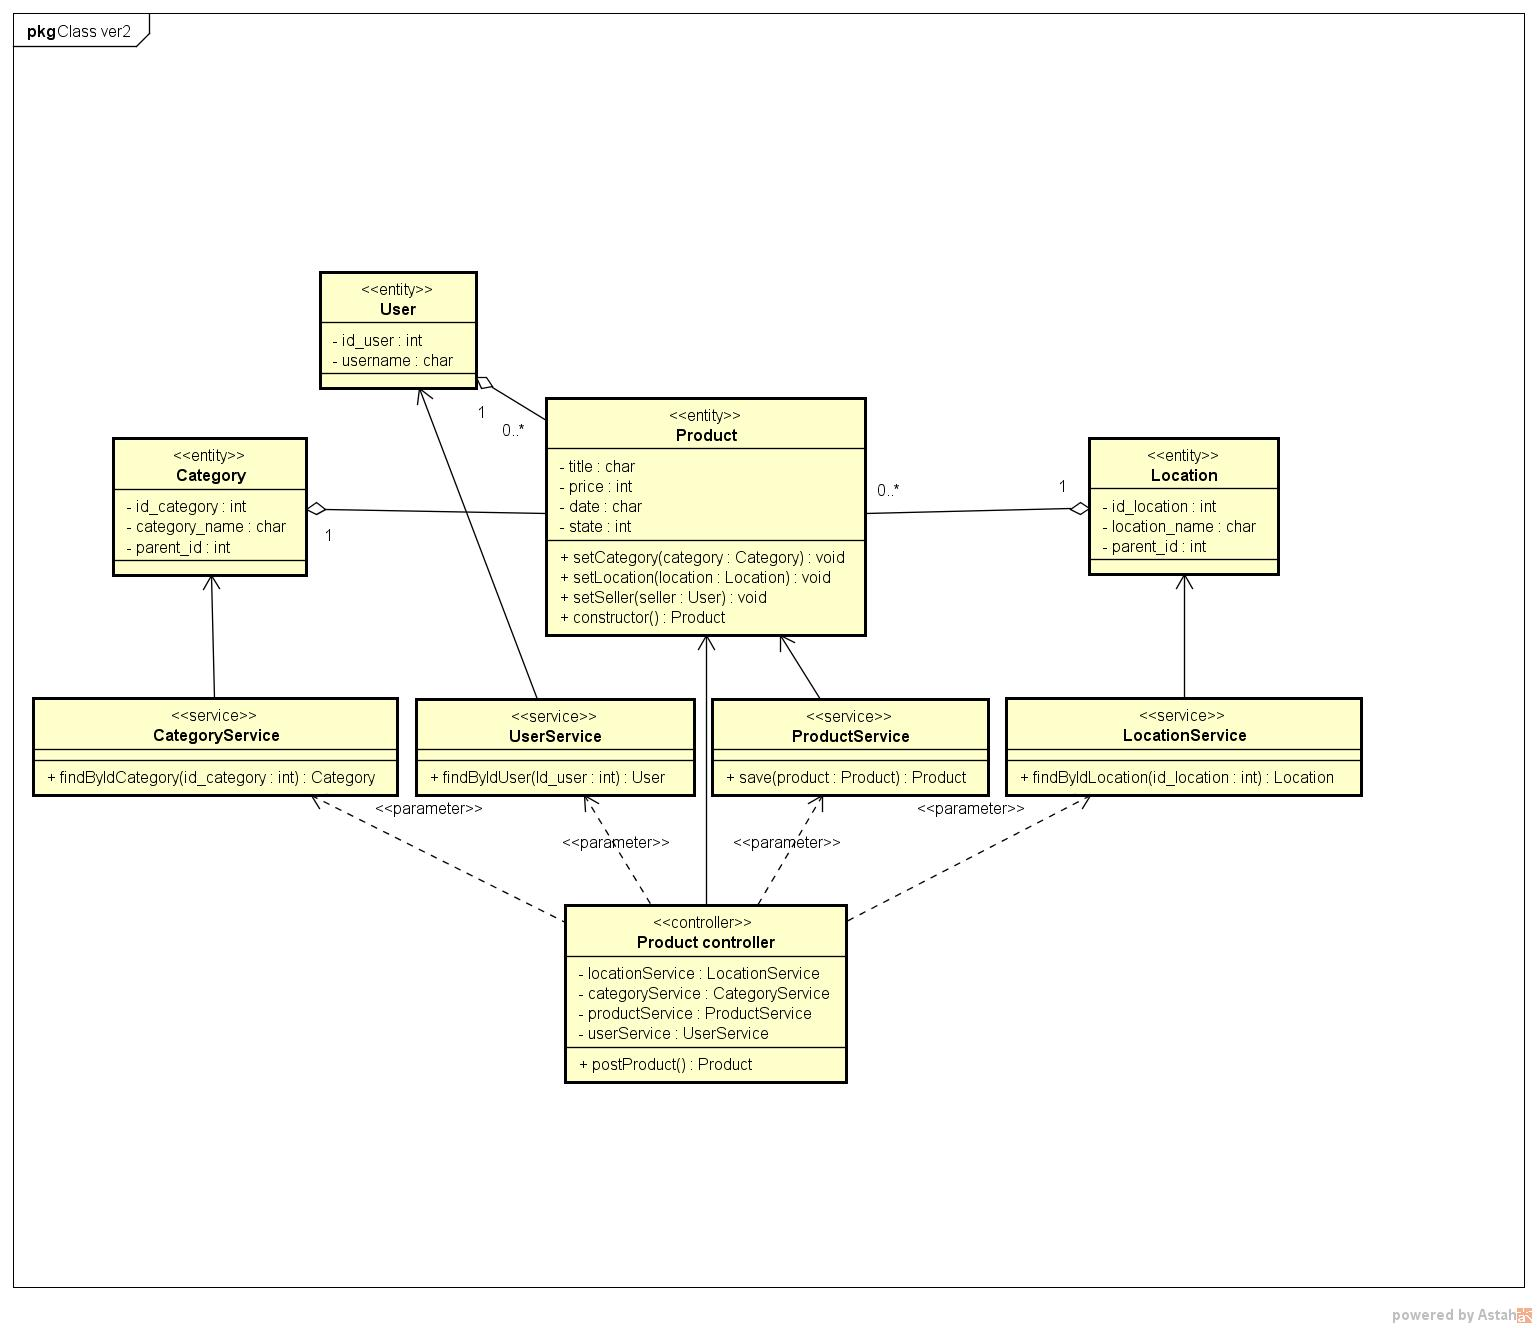 pkg Class ver2
<<entity>>
User
- id_user : int
- username : char
1
0..*
<<entity>>
Product
- title : char
- price : int
- date : char
- state : int
+ setCategory(category : Category) : void
+ setLocation(location : Location) : void
+ setSeller(seller : User) : void
+ constructor() : Product
<<entity>>
Category
- id_category : int
- category_name : char
- parent_id : int
1
0..*
1
<<entity>>
Location
- id_location : int
- location_name : char
- parent_id : int
<<service>>
CategoryService
+ findByIdCategory(id_category : int) : Category
<<service>>
UserService
+ findByIdUser(Id_user : int) : User
<<service>>
ProductService
+ save(product : Product) : Product
<<service>>
LocationService
+ findByIdLocation(id_location : int) : Location
<<parameter>>
<<parameter>>
<<parameter>>
<<parameter>>
<<controller>>
Product controller
- locationService : LocationService
- categoryService : CategoryService
- productService : ProductService
- userService : UserService
+ postProduct() : Product
powered by Astah